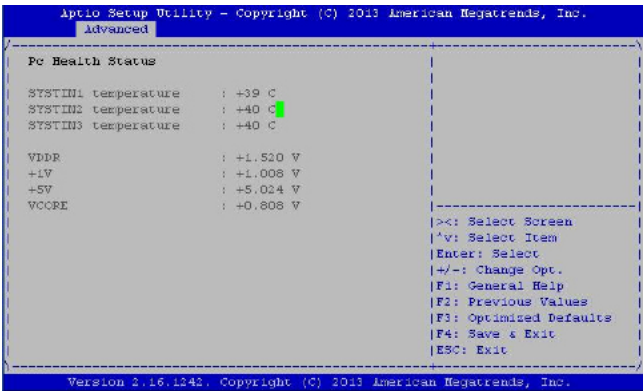 Aptio Setup Utility - Copyright (C) 2013 American Megatrends, Inc.
Advanced
Pc Health Status
SYSTIN1 temperature : +39 C
SYSTIN2 temperature : +40 C
SYSTIN3 temperature : +40 C
VDDR : +1.520 V
+1V : +1.008 V
+5V : +5.024 V
VCORE : +0.808 V
><: Select Screen
^v: Select Item
Enter: Select
+/-: Change Opt.
F1: General Help
F2: Previous Values
F3: Optimized Defaults
F4: Save & Exit
ESC: Exit
Version 2.16.1242. Copyright (C) 2013 American Megatrends, Inc.